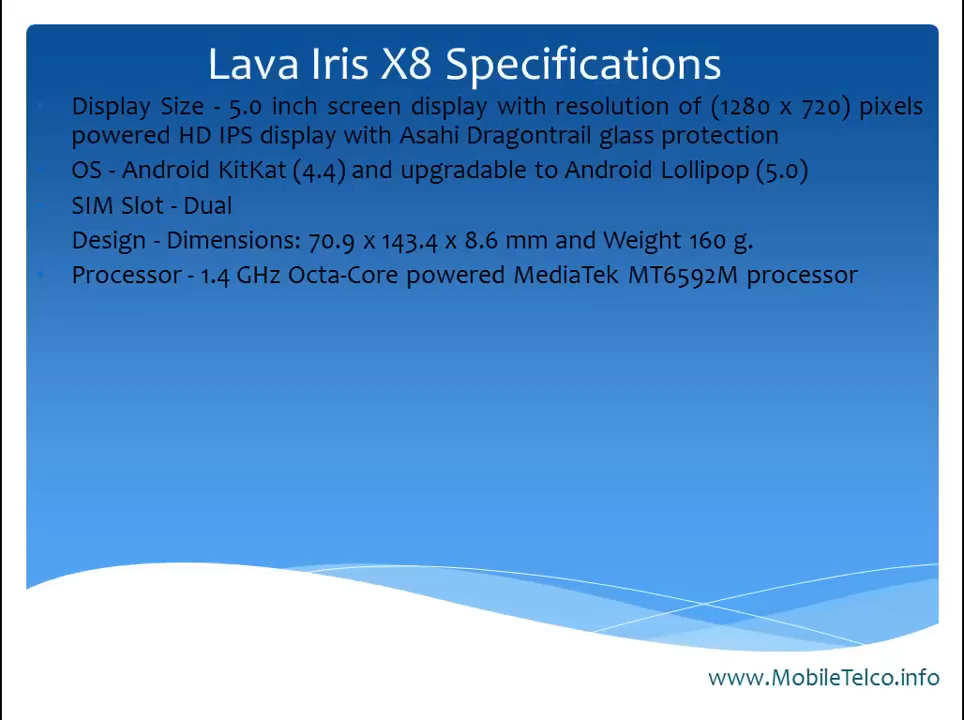 Lava Iris X8 Specifications
Display Size - 5.0 inch screen display with resolution of (1280 x 720) pixels
powered HD IPS display with Asahi Dragontrail glass protection
OS - Android KitKat (4.4) and upgradable to Android Lollipop (5.0)
SIM Slot - Dual
Design - Dimensions: 70.9 x 143.4 x 8.6 mm and Weight 160 g.
Processor - 1.4 GHz Octa-Core powered MediaTek MT6592M processor
www.MobileTelco.info